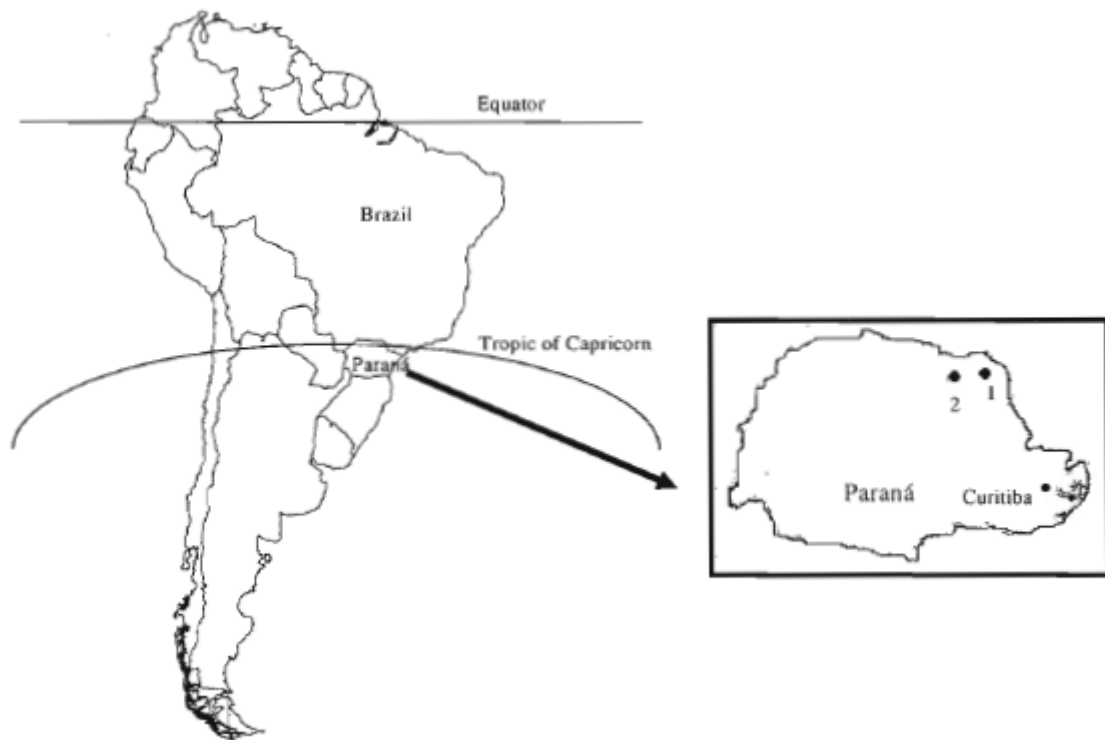 Equator
Brazil
Tropic of Capricorn
Paraná
2 1
Paraná
Curitiba